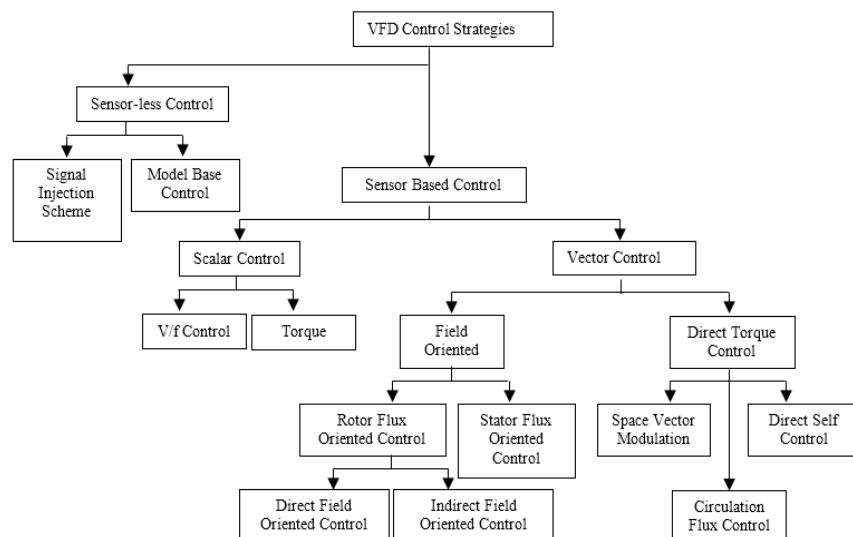 VFD Control Strategies
Sensor-less Control
Signal
Injection
Scheme
Model Base
Control
Sensor Based Control
Scalar Control
Vector Control
V/f Control
Torque
Field
Oriented
Direct Torque
Control
Rotor Flux
Oriented Control
Stator Flux
Oriented
Control
Space Vector
Modulation
Direct Self
Control
Direct Field
Oriented Control
Indirect Field
Oriented Control
Circulation
Flux Control